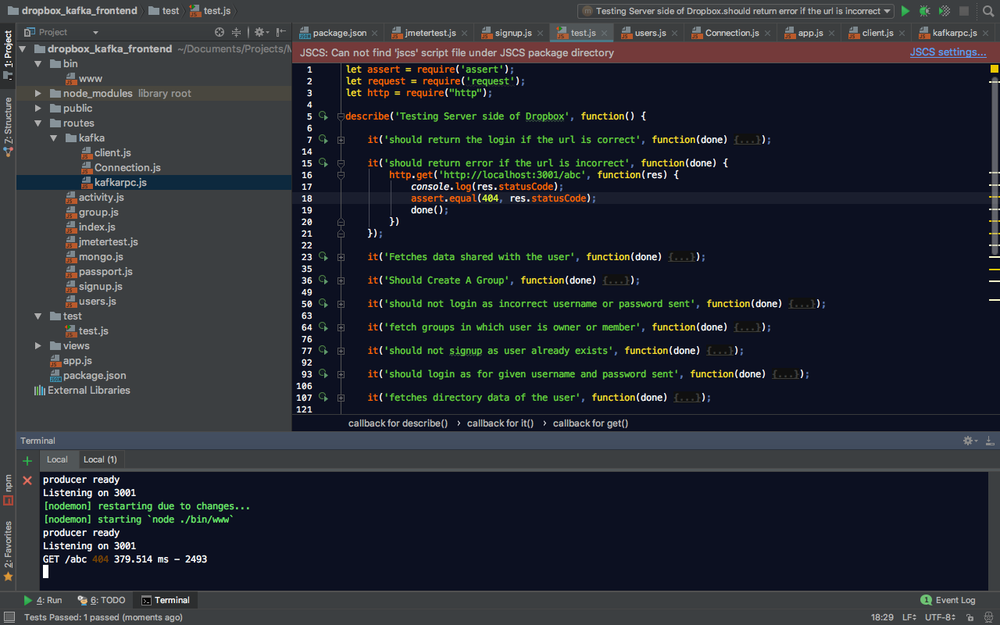 dropbox_kafka_frontend test test.js
Testing Server side of Dropbox.should return error if the url is incorrect
Project
package.json jmetertest.js signup.js test.js users.js Connection.js app.js client.js kafkarpc.js
JSCS: Can not find 'jscs' script file under JSCS package directory JSCS settings...
1: Project
7: Structure
npm
2: Favorites
dropbox_kafka_frontend ~/Documents/Projects/M
bin
www
node_modules library root
public
routes
kafka
client.js
Connection.js
kafkarpc.js
activity.js
group.js
index.js
jmetertest.js
mongo.js
passport.js
signup.js
users.js
test
test.js
views
app.js
package.json
External Libraries
1 let assert = require('assert');
2 let request = require('request');
3 let http = require("http");
4
5 describe('Testing Server side of Dropbox', function() {
6
7 it('should return the login if the url is correct', function(done) {...});
14
15 it('should return error if the url is incorrect', function(done) {
16 http.get('http://localhost:3001/abc', function(res) {
17 console.log(res.statusCode);
18 assert.equal(404, res.statusCode);
19 done();
20 })
21 });
22
23 it('Fetches data shared with the user', function(done) {...});
35
36 it('Should Create A Group', function(done) {...});
49
50 it('should not login as incorrect username or password sent', function(done) {...});
63
64 it('fetch groups in which user is owner or member', function(done) {...});
76
77 it('should not signup as user already exists', function(done) {...});
92
93 it('should login as for given username and password sent', function(done) {...});
106
107 it('fetches directory data of the user', function(done) {...});
121
callback for describe() › callback for it() › callback for get()
Terminal
Local Local (1)
producer ready
Listening on 3001
[nodemon] restarting due to changes...
[nodemon] starting `node ./bin/www`
producer ready
Listening on 3001
GET /abc 404 379.514 ms - 2493
4: Run 6: TODO Terminal 1 Event Log
Tests Passed: 1 passed (moments ago) 18:29 LF UTF-8